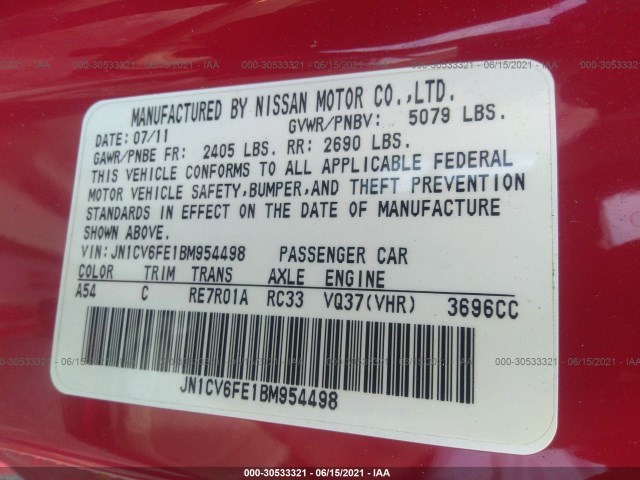 MANUFACTURED BY NISSAN MOTOR CO.,LTD.
DATE: 07/11 GVWR/PNBV: 5079 LBS.
GAWR/PNBE FR: 2405 LBS. RR: 2690 LBS.
THIS VEHICLE CONFORMS TO ALL APPLICABLE FEDERAL
MOTOR VEHICLE SAFETY,BUMPER,AND THEFT PREVENTION
STANDARDS IN EFFECT ON THE DATE OF MANUFACTURE
SHOWN ABOVE.
VIN: JN1CV6FE1BM954498 PASSENGER CAR
COLOR TRIM TRANS AXLE ENGINE
A54 C RE7R01A RC33 VQ37(VHR) 3696CC
JN1CV6FE1BM954498
000-30533321 - 06/15/2021 - IAA